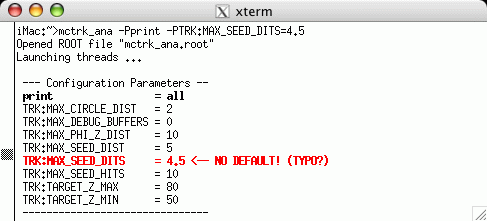 xterm
iMac:~>mctrk_ana -Pprint -PTRK:MAX_SEED_DITS=4.5
Opened ROOT file "mctrk_ana.root"
Launching threads ...
--- Configuration Parameters --
print = all
TRK:MAX_CIRCLE_DIST = 2
TRK:MAX_DEBUG_BUFFERS = 0
TRK:MAX_PHI_Z_DIST = 10
TRK:MAX_SEED_DIST = 5
TRK:MAX_SEED_DITS = 4.5 <-- NO DEFAULT! (TYPO?)
TRK:MAX_SEED_HITS = 10
TRK:TARGET_Z_MAX = 80
TRK:TARGET_Z_MIN = 50
-------------------------------